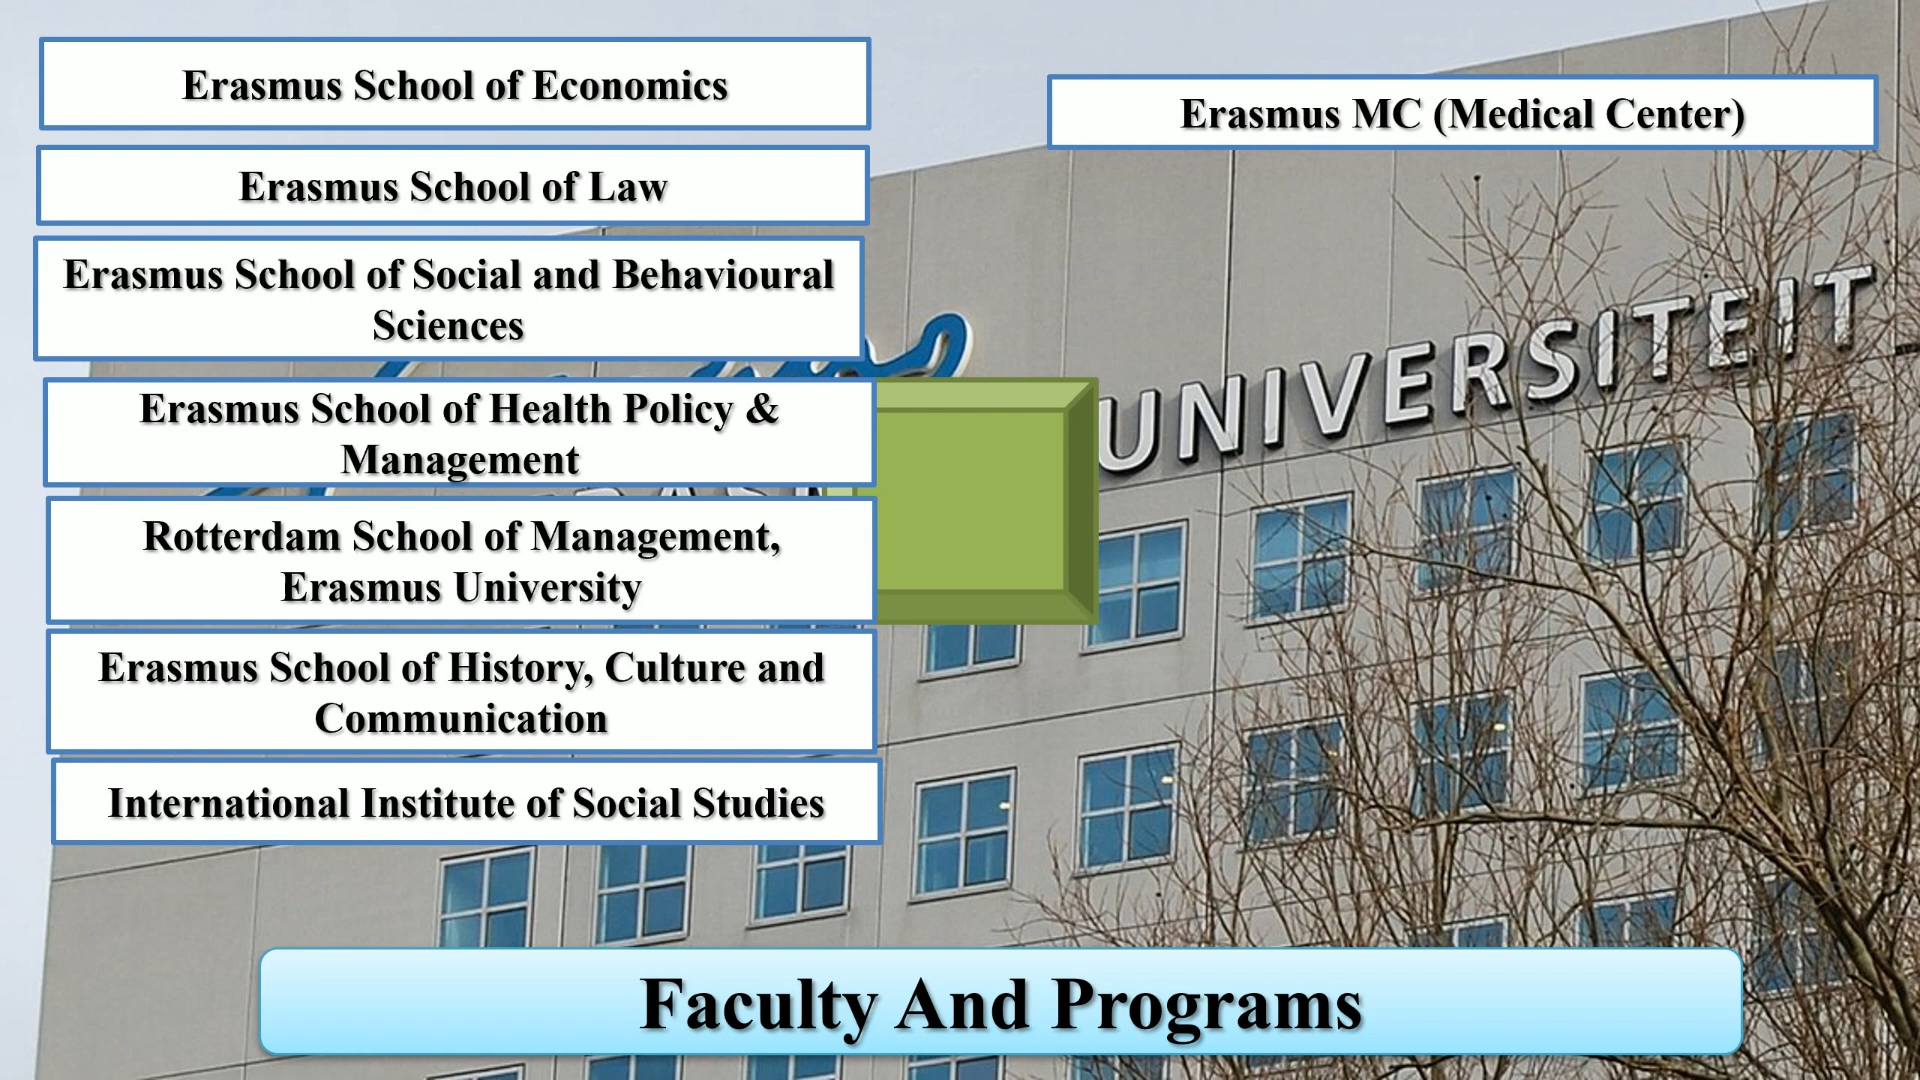 Erasmus School of Economics
Erasmus School of Law
Erasmus School of Social and Behavioural
Sciences
Erasmus School of Health Policy &
Management
Rotterdam School of Management,
Erasmus University
Erasmus School of History, Culture and
Communication
International Institute of Social Studies
Erasmus MC (Medical Center)
UNIVERSITEIT
Faculty And Programs